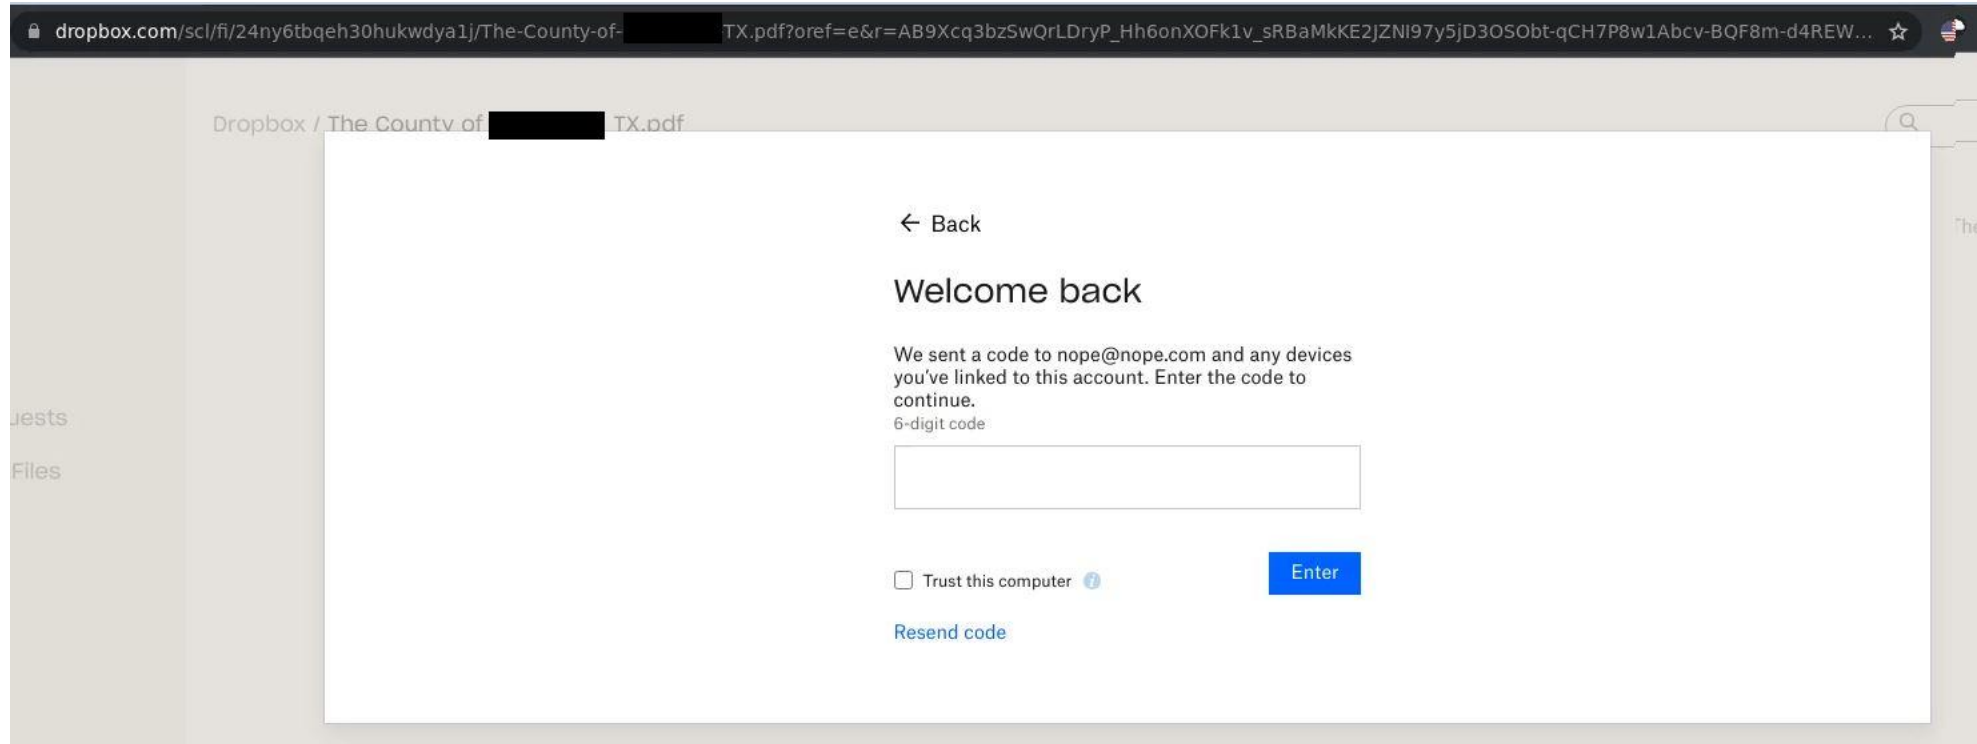 dropbox.com/scl/fi/24ny6tbqeh30hukwdya1j/The-County-of- -TX.pdf?oref=e&r=AB9Xcq3bzSwQrLDryP_Hh6onXOFk1v_sRBaMkKE2JZNI97y5jD3OSObt-qCH7P8w1Abcv-BQF8m-d4REW...
Dropbox / The County of TX.pdf
← Back
Welcome back
We sent a code to nope@nope.com and any devices
you've linked to this account. Enter the code to
continue.
6-digit code
uests
Files
Trust this computer
Enter
Resend code